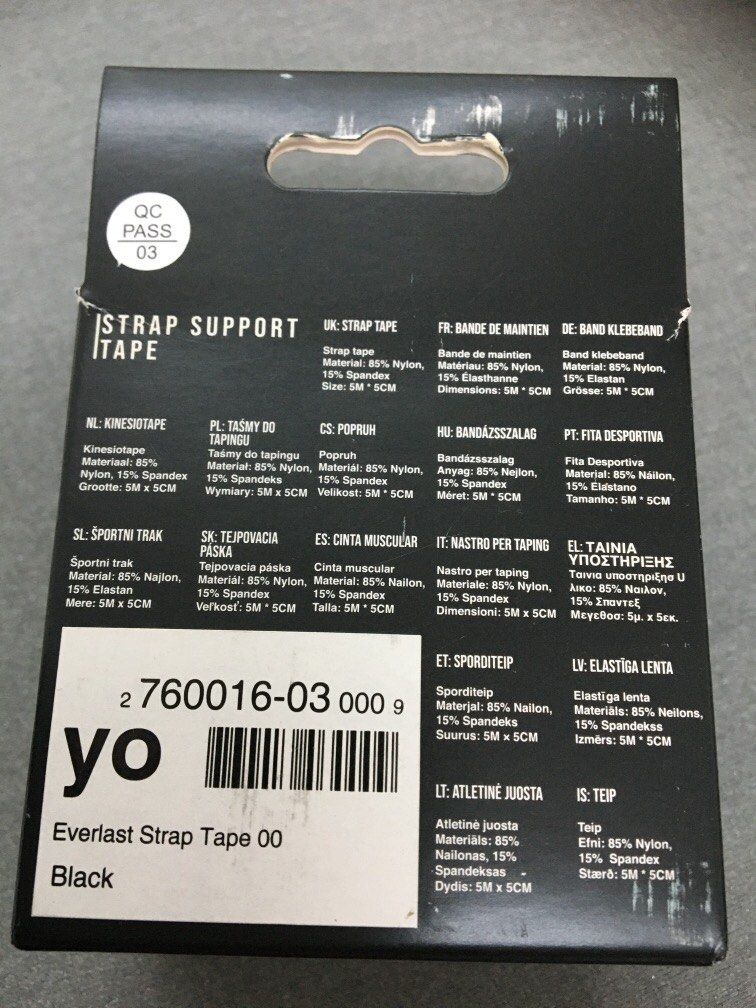 QC
PASS
03
STRAP SUPPORT
TAPE
UK: STRAP TAPE
Strap tape
Material: 85% Nylon,
15% Spandex
Size: 5M * 5CM
FR: BANDE DE MAINTIEN
Bande de maintien
Matériau: 85% Nylon,
15% Élasthanne
Dimensions: 5M * 5CM
DE: BAND KLEBEBAND
Band klebeband
Material: 85% Nylon,
15% Elastan
Grösse: 5M * 5CM
NL: KINESIOTAPE
Kinesiotape
Materiaal: 85%
Nylon, 15% Spandex
Grootte: 5M x 5CM
PL: TAŚMY DO
TAPINGU
Taśmy do tapingu
Materiał: 85% Nylon,
15% Spandeks
Wymiary: 5M x 5CM
CS: POPRUH
Popruh
Materiál: 85% Nylon,
15% Spandex
Velikost: 5M * 5CM
HU: BANDÁZSSZALAG
Bandázsszalag
Anyag: 85% Nejlon,
15% Spandex
Méret: 5M * 5CM
PT: FITA DESPORTIVA
Fita Desportiva
Material: 85% Náilon,
15% Elastano
Tamanho: 5M * 5CM
SL: ŠPORTNI TRAK
Športni trak
Material: 85% Najlon,
15% Elastan
Mere: 5M x 5CM
SK: TEJPOVACIA
PÁSKA
Tejpovacia páska
Materiál: 85% Nylon,
15% Spandex
Veľkosť: 5M * 5CM
ES: CINTA MUSCULAR
Cinta muscular
Material: 85% Nailon,
15% Spandex
Talla: 5M * 5CM
IT: NASTRO PER TAPING
Nastro per taping
Materiale: 85% Nylon,
15% Spandex
Dimensioni: 5M x 5CM
EL: ΤΑΙΝΙΑ
ΥΠΟΣΤΗΡΙΞΗΣ
Ταινια υποστηριξησ U
λικο: 85% Ναιλον,
15% Σπαντεξ
Μεγεθοσ: 5μ. x 5εκ.
ET: SPORDITEIP
Sporditeip
Materjal: 85% Nailon,
15% Spandeks
Suurus: 5M x 5CM
LV: ELASTĪGA LENTA
Elastīga lenta
Materiāls: 85% Neilons,
15% Spandekss
Izmērs: 5M * 5CM
LT: ATLETINĖ JUOSTA
Atletinė juosta
Materiāls: 85%
Nailonas, 15%
Spandeksas -
Dydis: 5M x 5CM
IS: TEIP
Teip
Efni: 85% Nylon,
15% Spandex
Stærð: 5M * 5CM
2 760016-03 000 9
yo
Everlast Strap Tape 00
Black